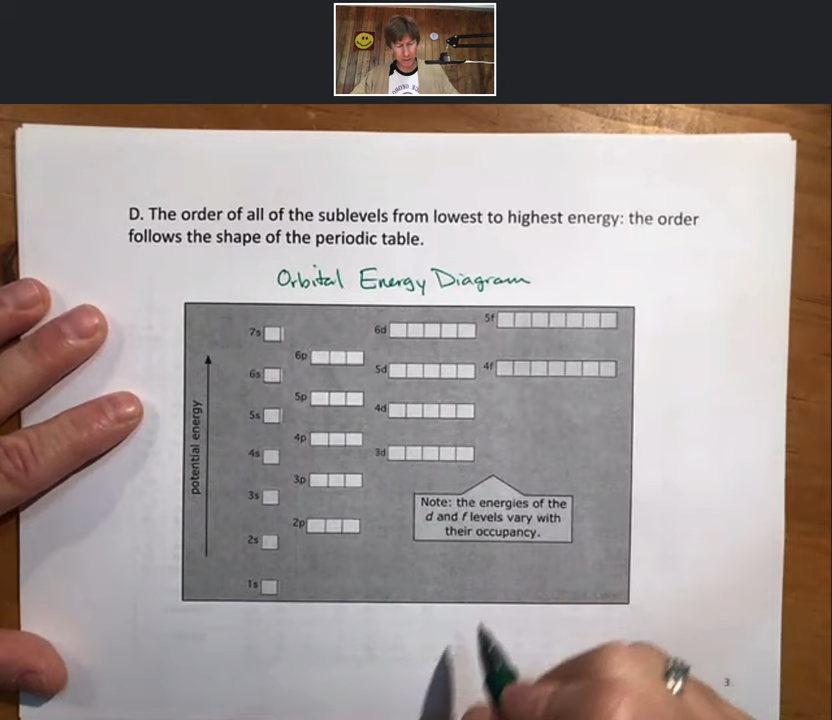 D. The order of all of the sublevels from lowest to highest energy: the order
follows the shape of the periodic table.
Orbital Energy Diagram
5f
7s
6d
6p
6s
5d
4f
5p
5s
4d
4p
4s
3d
3p
3s
2p
2s
1s
potential energy
Note: the energies of the
d and f levels vary with
their occupancy.
3.